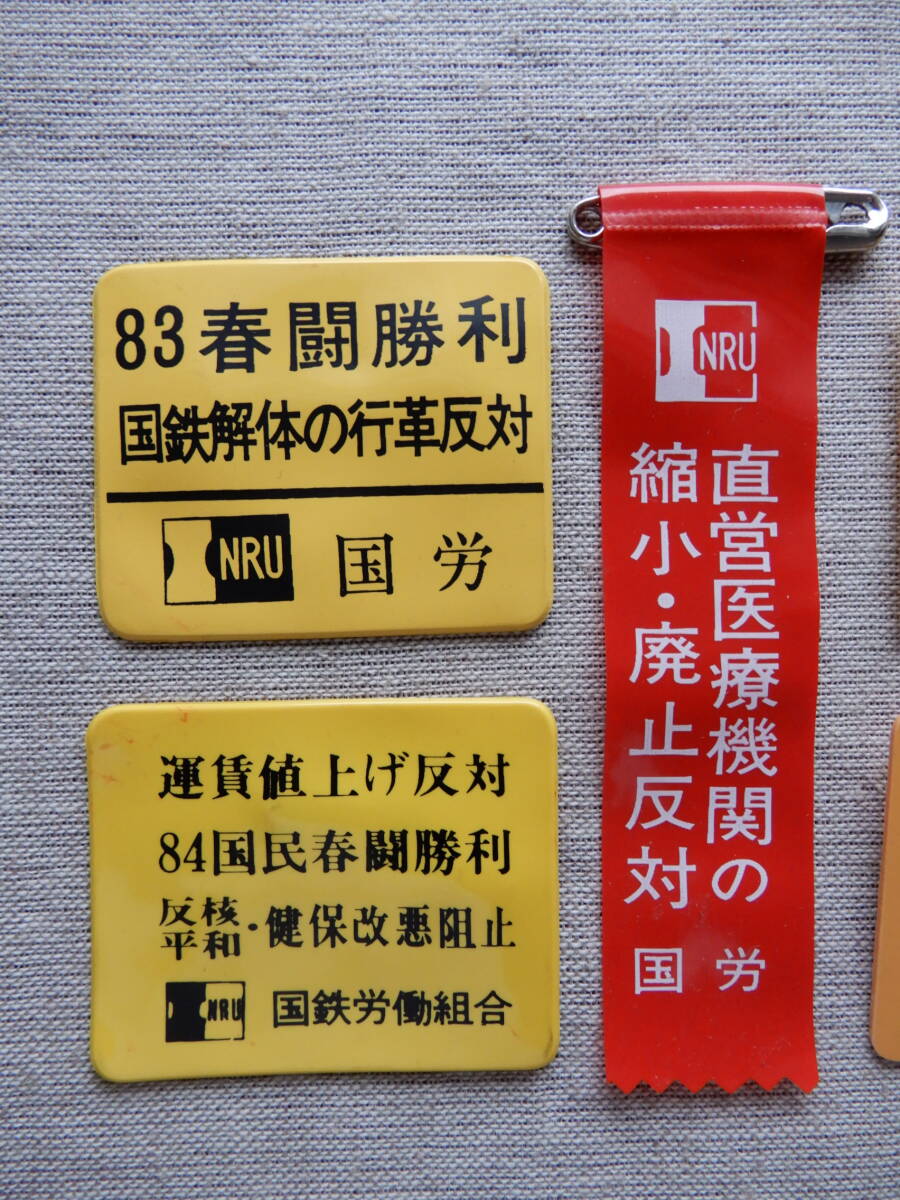 83春闘勝利
国鉄解体の行革反対
NRU 国労
運賃値上げ反対
84国民春闘勝利
反核平和・健保改悪阻止
NRU 国鉄労働組合
NRU
直営医療機関の
縮小・廃止反対
国労